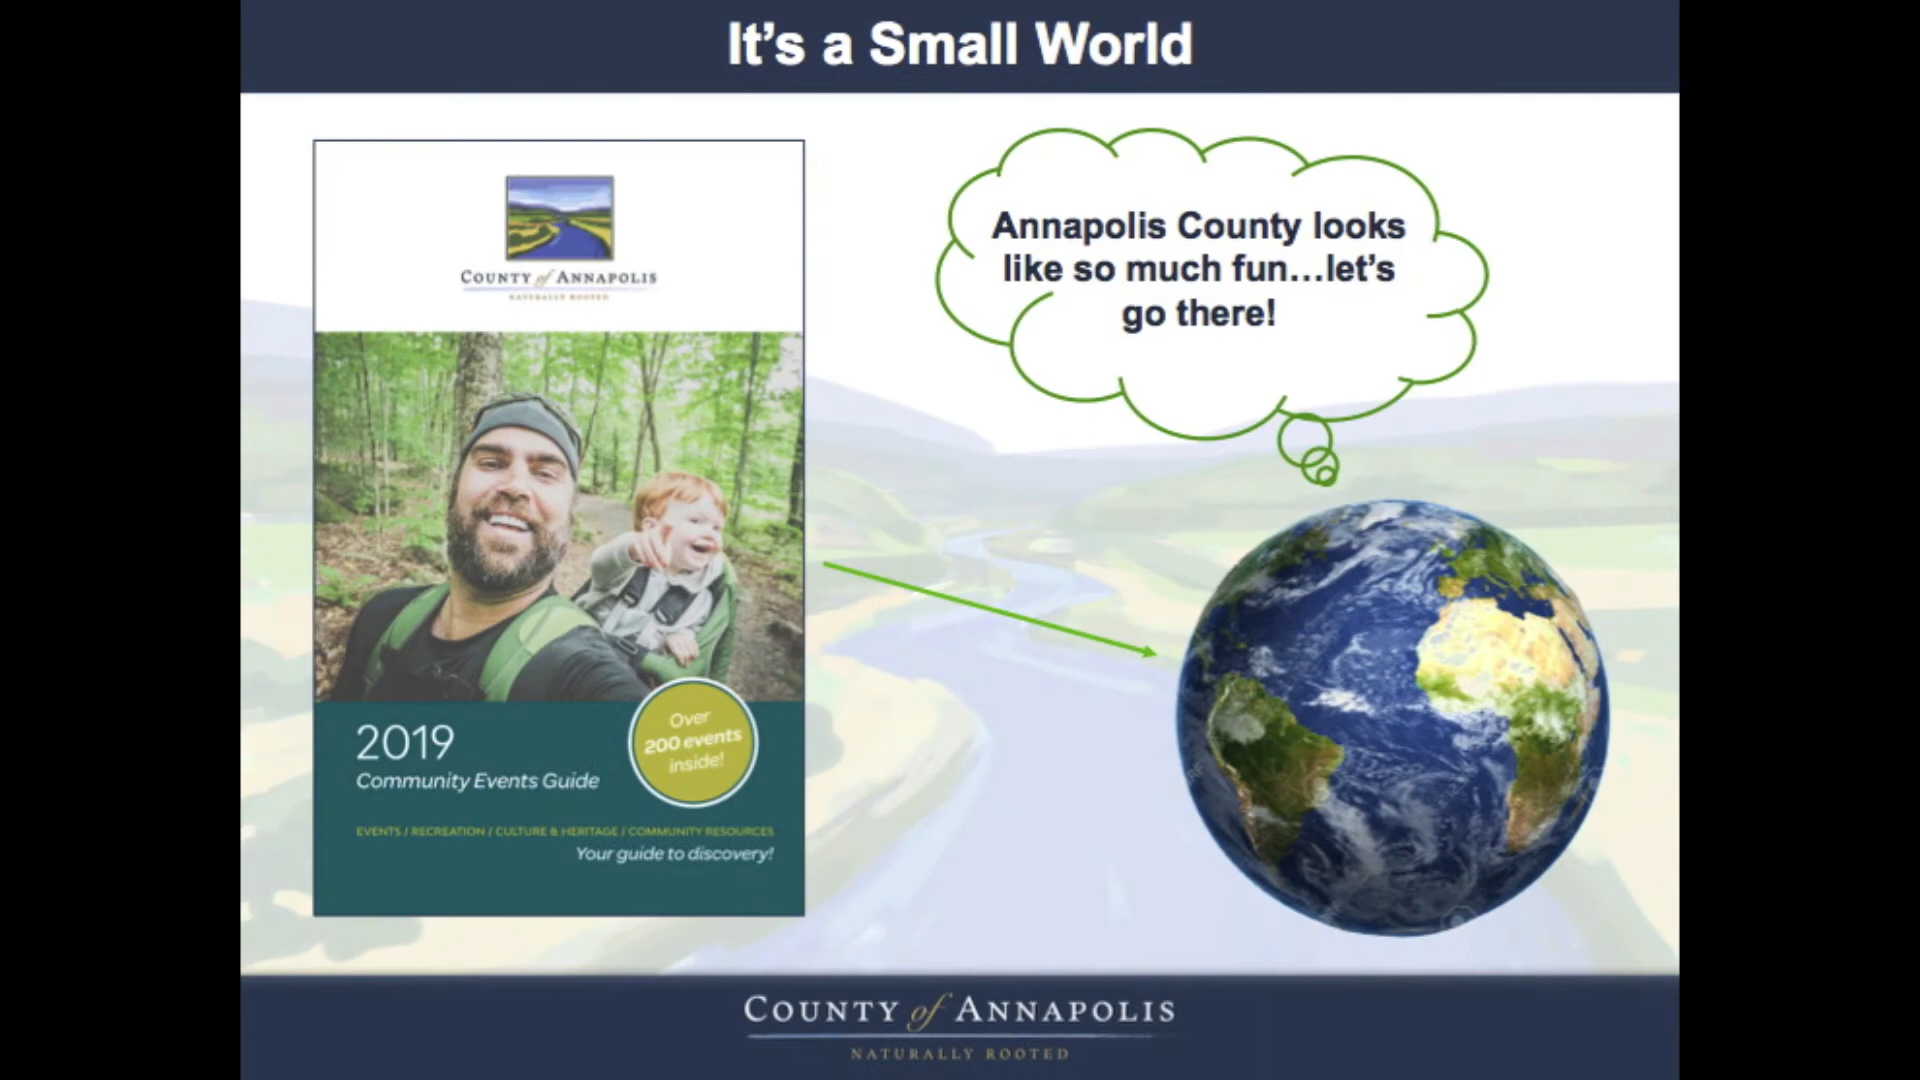 It's a Small World
COUNTY of ANNAPOLIS
NATURALLY ROOTED
2019
Community Events Guide
Over
200 events
inside!
EVENTS / RECREATION / CULTURE & HERITAGE / COMMUNITY RESOURCES
Your guide to discovery!
Annapolis County looks
like so much fun...let's
go there!
COUNTY of ANNAPOLIS
NATURALLY ROOTED